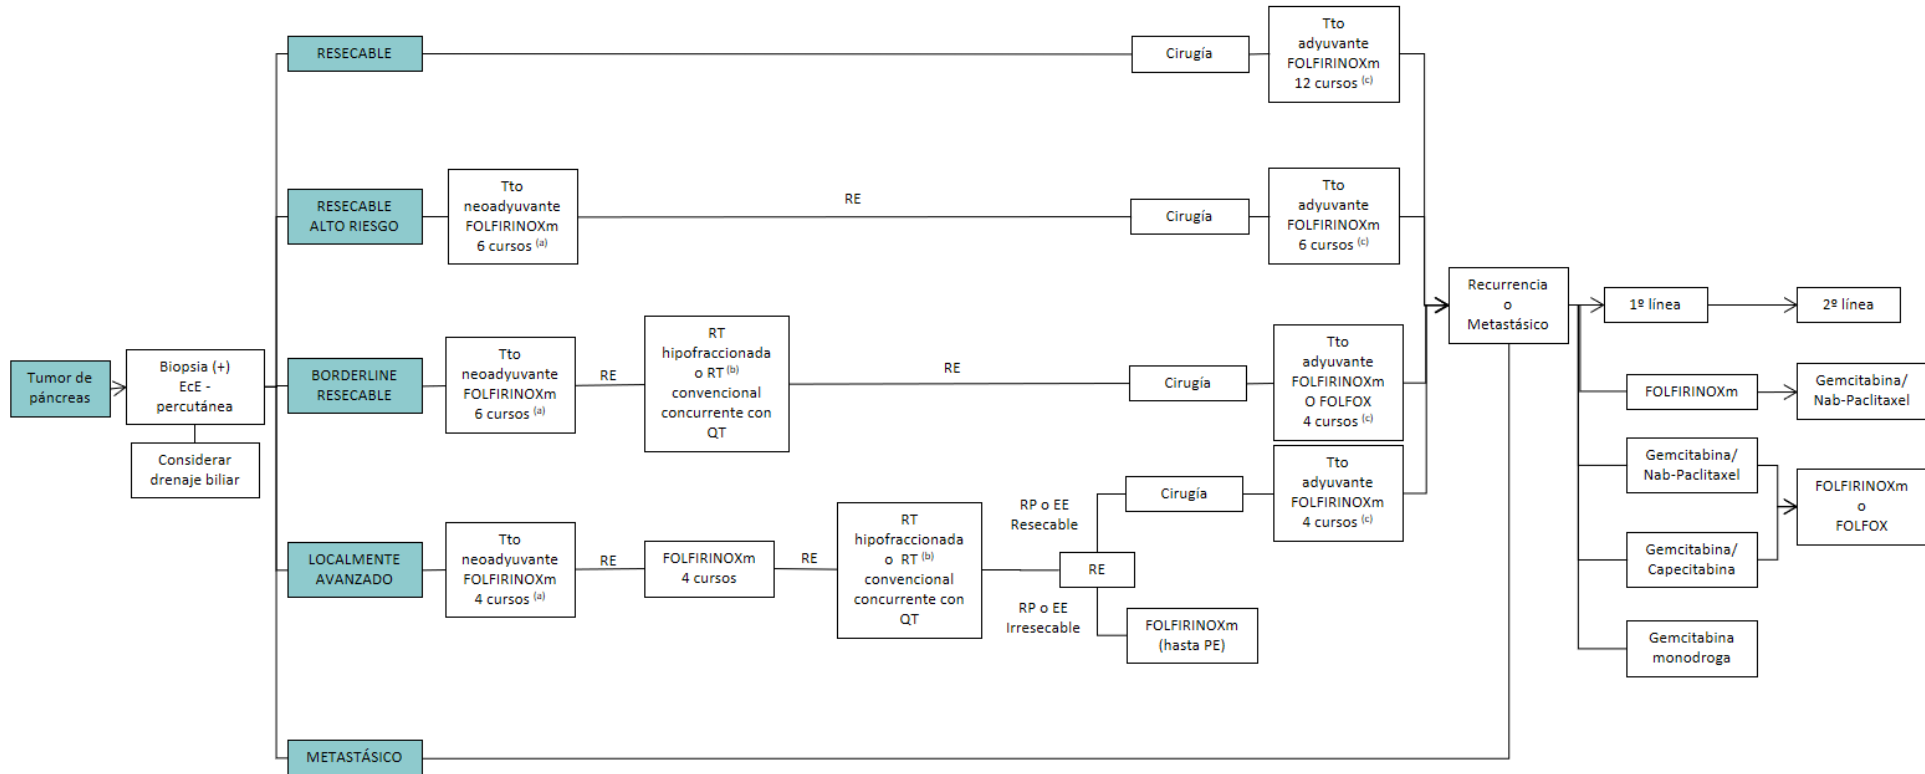 Tumor de
páncreas
Biopsia (+)
EcE -
percutánea
Considerar
drenaje biliar
RESECABLE
Cirugía
Tto
adyuvante
FOLFIRINOXm
12 cursos (c)
RESECABLE
ALTO RIESGO
Tto
neoadyuvante
FOLFIRINOXm
6 cursos (a)
RE
Cirugía
Tto
adyuvante
FOLFIRINOXm
6 cursos (c)
BORDERLINE
RESECABLE
Tto
neoadyuvante
FOLFIRINOXm
6 cursos (a)
RE
RT
hipofraccionada
o RT (b)
convencional
concurrente con
QT
RE
Cirugía
Tto
adyuvante
FOLFIRINOXm
O FOLFOX
4 cursos (c)
LOCALMENTE
AVANZADO
Tto
neoadyuvante
FOLFIRINOXm
4 cursos (a)
RE
FOLFIRINOXm
4 cursos
RE
RT
hipofraccionada
o RT (b)
convencional
concurrente con
QT
RE
RP o EE
Resecable
Cirugía
Tto
adyuvante
FOLFIRINOXm
4 cursos (c)
RP o EE
Irresecable
FOLFIRINOXm
(hasta PE)
METASTÁSICO
Recurrencia
o
Metastásico
1º línea
2º línea
FOLFIRINOXm
Gemcitabina/
Nab-Paclitaxel
Gemcitabina/
Nab-Paclitaxel
Gemcitabina/
Capecitabina
FOLFIRINOXm
o
FOLFOX
Gemcitabina
monodroga